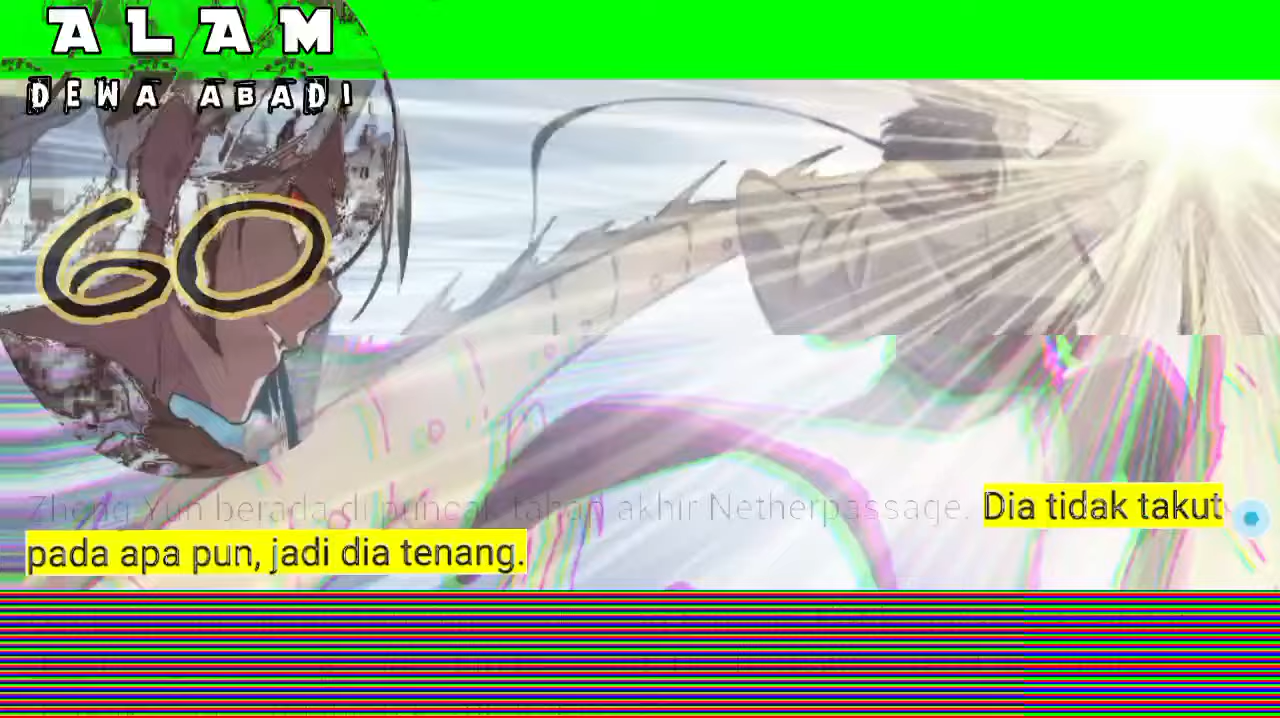 ALAM
DEWA ABADI
60
Zheng Yun berada di puncak tahap akhir Netherpassage. Dia tidak takut
pada apa pun, jadi dia tenang.